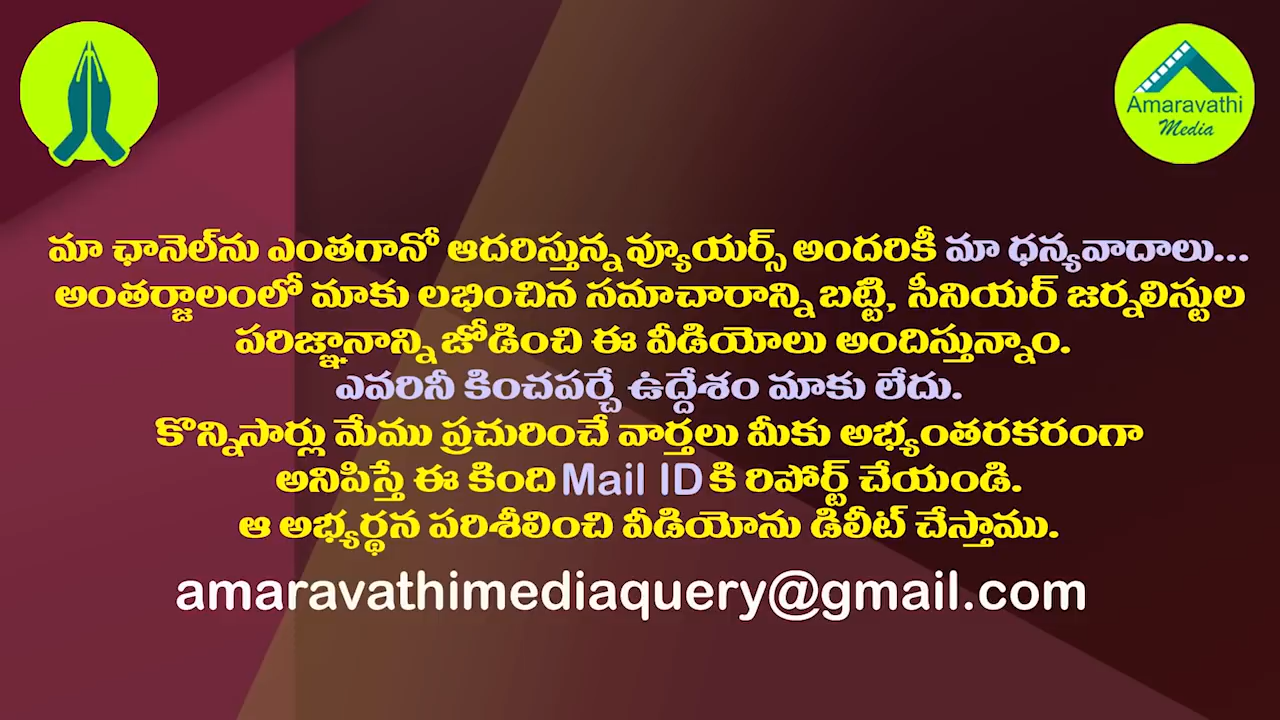 Amaravathi
Media
మా ఛానెల్‌ను ఎంతగానో ఆదరిస్తున్న వ్యూయర్స్ అందరికీ మా ధన్యవాదాలు...
అంతర్జాలంలో మాకు లభించిన సమాచారాన్ని బట్టి, సీనియర్ జర్నలిస్టుల
పరిజ్ఞానాన్ని జోడించి ఈ వీడియోలు అందిస్తున్నాం.
ఎవరినీ కించపర్చే ఉద్దేశం మాకు లేదు.
కొన్నిసార్లు మేము ప్రచురించే వార్తలు మీకు అభ్యంతరకరంగా
అనిపిస్తే ఈ కింది Mail ID కి రిపోర్ట్ చేయండి.
ఆ అభ్యర్థన పరిశీలించి వీడియోను డిలీట్ చేస్తాము.
amaravathimediaquery@gmail.com